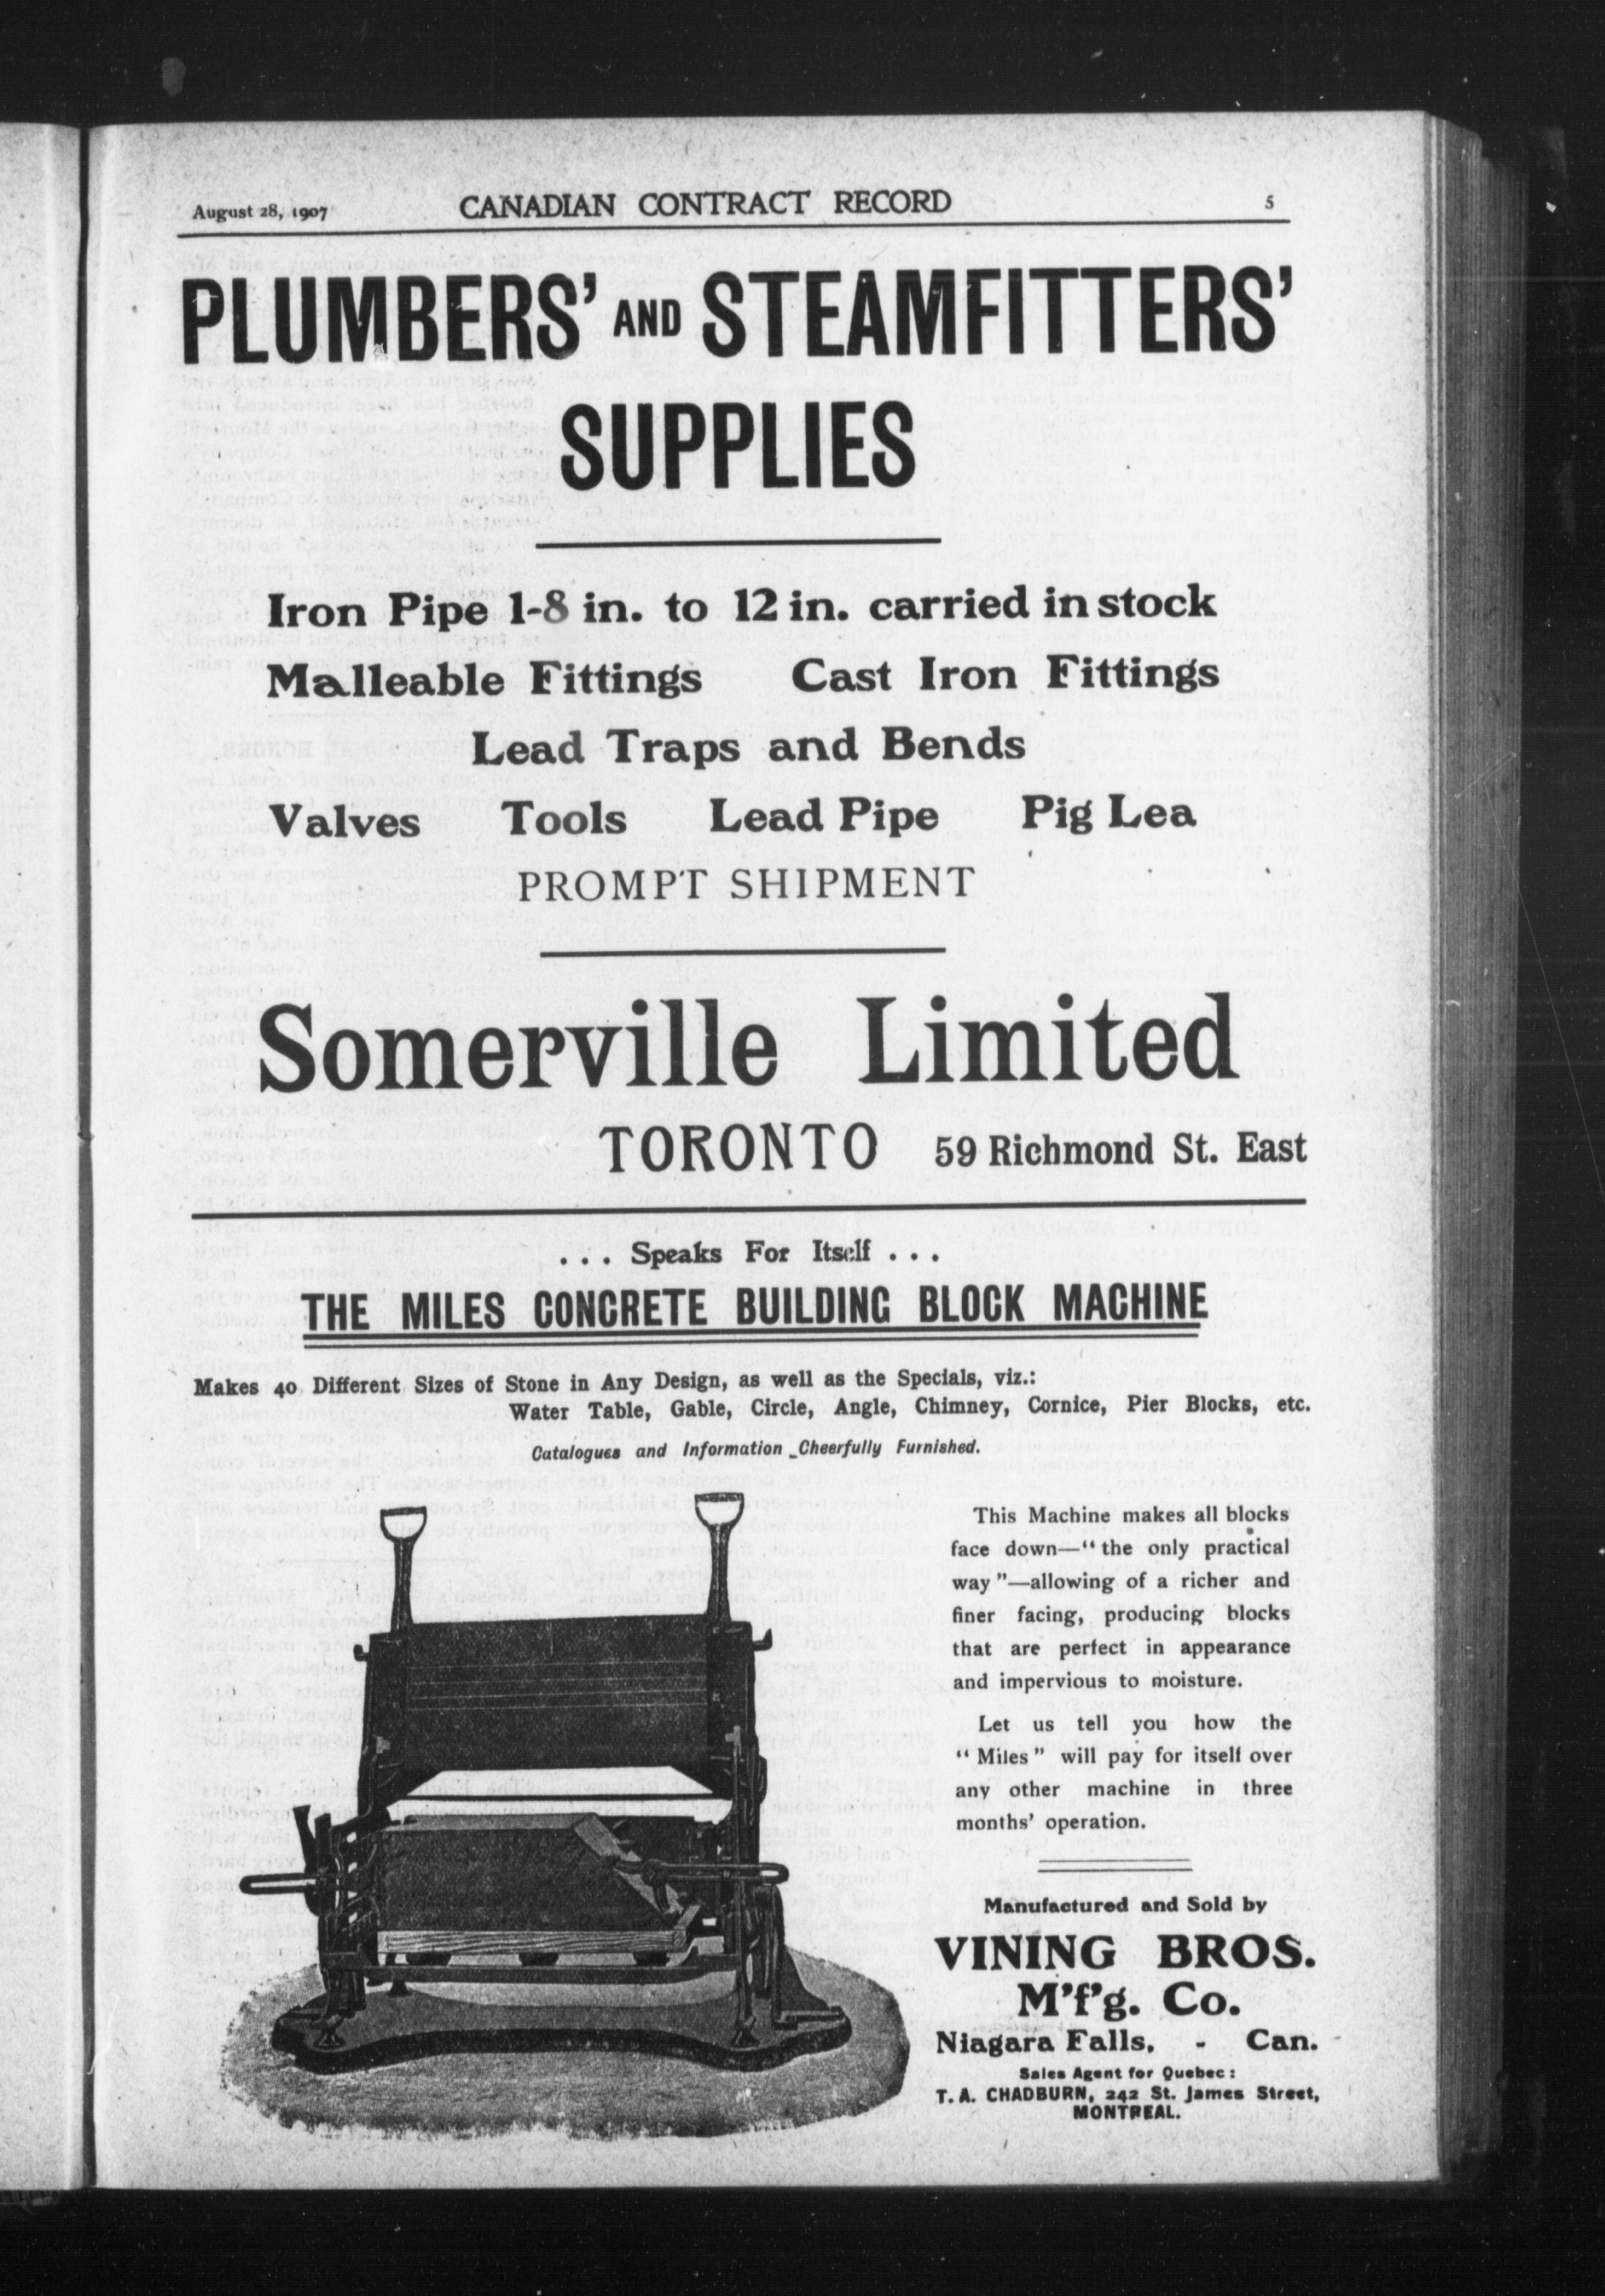 August 28, 1907 CANADIAN CONTRACT RECORD 5
PLUMBERS' AND STEAMFITTERS'
SUPPLIES
Iron Pipe 1-8 in. to 12 in. carried in stock
Malleable Fittings Cast Iron Fittings
Lead Traps and Bends
Valves Tools Lead Pipe Pig Lea
PROMPT SHIPMENT
Somerville Limited
TORONTO 59 Richmond St. East
. . . Speaks For Itself . . .
THE MILES CONCRETE BUILDING BLOCK MACHINE
Makes 40 Different Sizes of Stone in Any Design, as well as the Specials, viz.:
Water Table, Gable, Circle, Angle, Chimney, Cornice, Pier Blocks, etc.
Catalogues and Information Cheerfully Furnished.
This Machine makes all blocks
face down—“ the only practical
way ”—allowing of a richer and
finer facing, producing blocks
that are perfect in appearance
and impervious to moisture.
Let us tell you how the
“ Miles ” will pay for itself over
any other machine in three
months' operation.
Manufactured and Sold by
VINING BROS.
M'f'g. Co.
Niagara Falls, - Can.
Sales Agent for Quebec:
T. A. CHADBURN, 242 St. James Street,
MONTREAL.